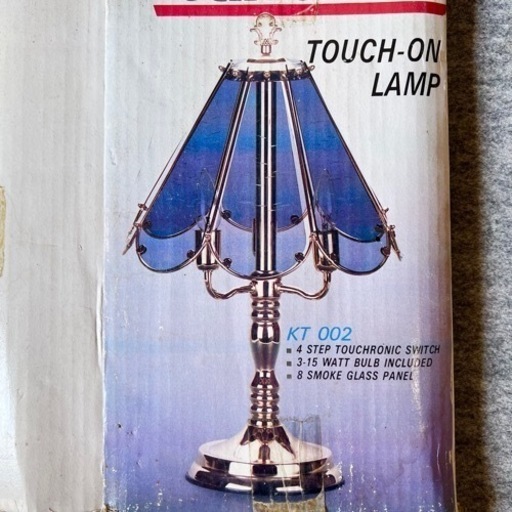 TOUCH-ON
LAMP
KT 002
4 STEP TOUCHRONIC SWITCH
3-15 WATT BULB INCLUDED
8 SMOKE GLASS PANEL